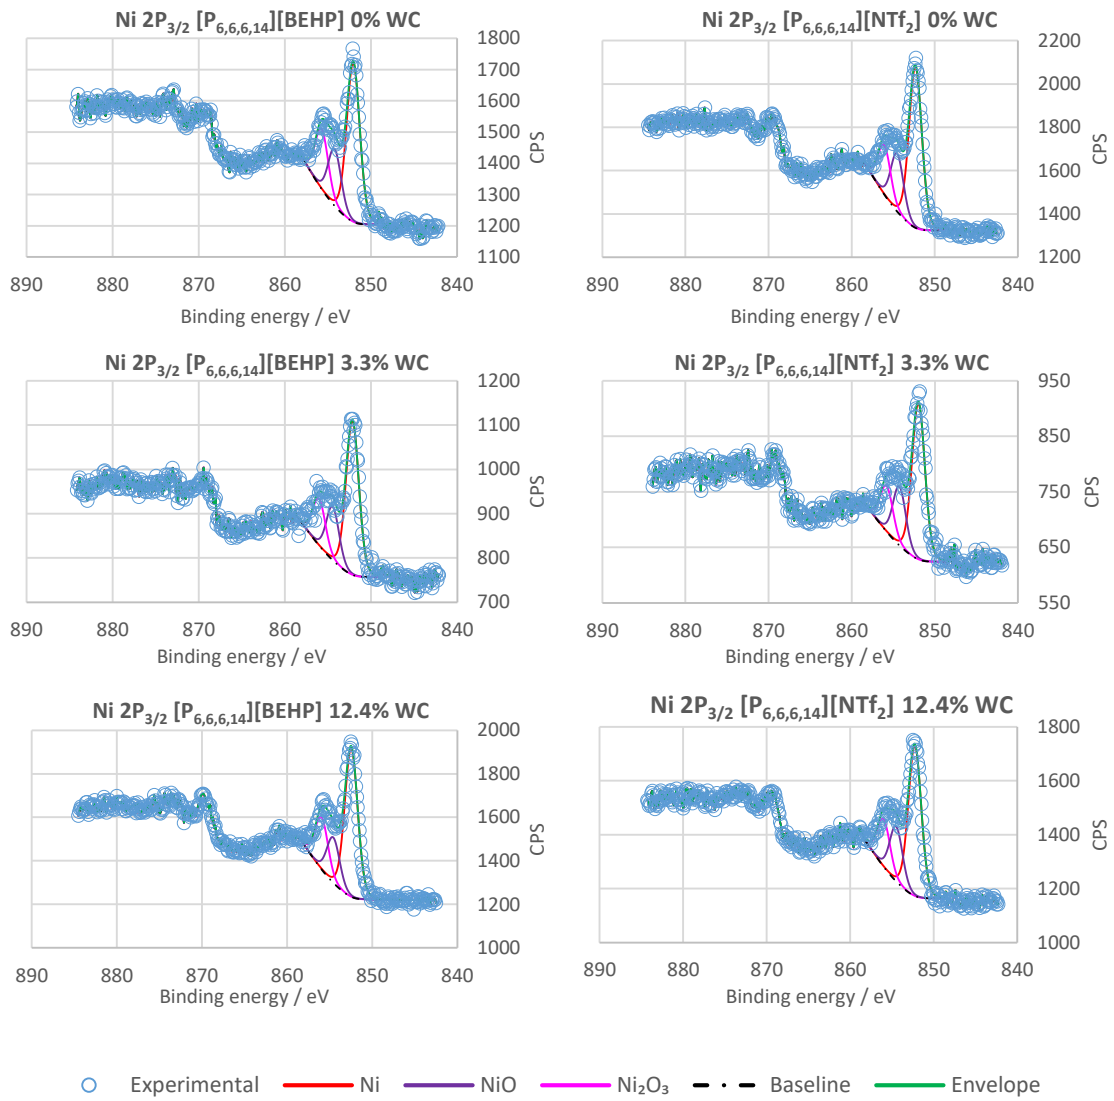 Ni 2P₃/₂ [P₆,₆,₆,₁₄][BEHP] 0% WC
1800
1700
1600
1500
1400
1300
1200
1100
CPS
890 880 870 860 850 840
Binding energy / eV
Ni 2P₃/₂ [P₆,₆,₆,₁₄][NTf₂] 0% WC
2200
2000
1800
1600
1400
1200
CPS
890 880 870 860 850 840
Binding energy / eV
Ni 2P₃/₂ [P₆,₆,₆,₁₄][BEHP] 3.3% WC
1200
1100
1000
900
800
700
CPS
890 880 870 860 850 840
Binding energy / eV
Ni 2P₃/₂ [P₆,₆,₆,₁₄][NTf₂] 3.3% WC
950
850
750
650
550
CPS
890 880 870 860 850 840
Binding energy / eV
Ni 2P₃/₂ [P₆,₆,₆,₁₄][BEHP] 12.4% WC
2000
1800
1600
1400
1200
1000
CPS
890 880 870 860 850 840
Binding energy / eV
Ni 2P₃/₂ [P₆,₆,₆,₁₄][NTf₂] 12.4% WC
1800
1600
1400
1200
1000
CPS
890 880 870 860 850 840
Binding energy / eV
Experimental Ni NiO Ni₂O₃ Baseline Envelope